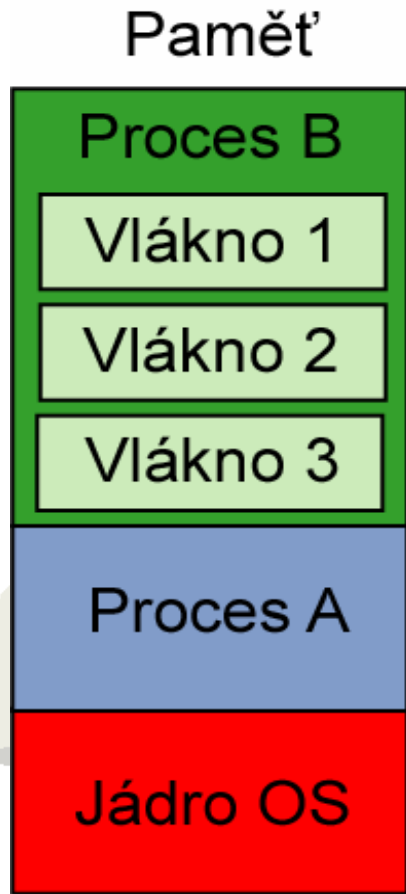 Paměť
Proces B
Vlákno 1
Vlákno 2
Vlákno 3
Proces A
Jádro OS